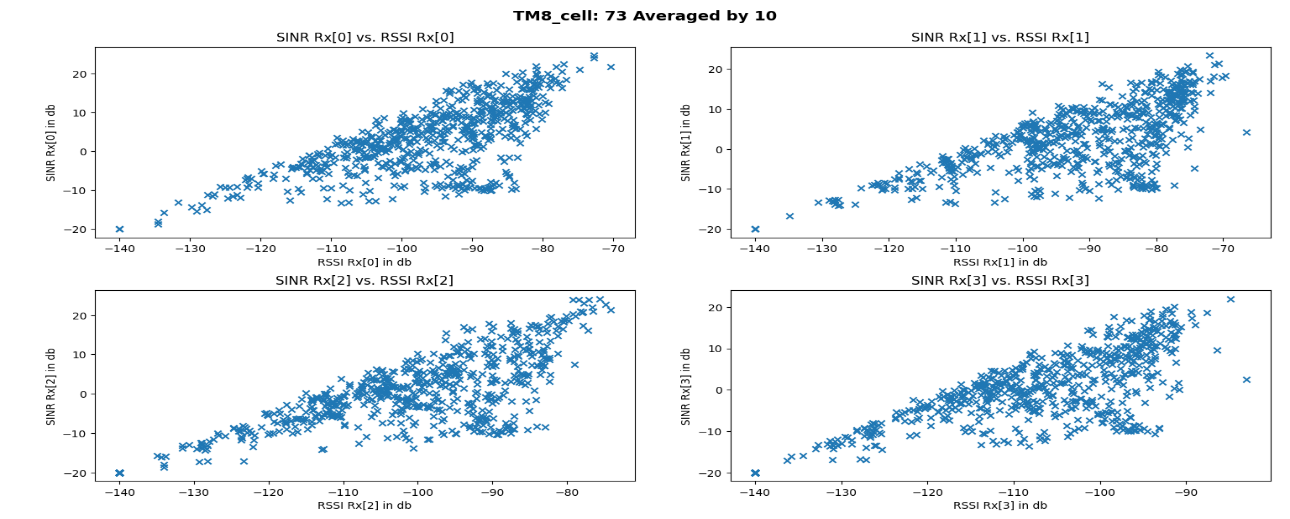 TM8_cell: 73 Averaged by 10
SINR Rx[0] vs. RSSI Rx[0]
SINR Rx[0] in db
20
10
0
−10
−20
−140 −130 −120 −110 −100 −90 −80 −70
RSSI Rx[0] in db
SINR Rx[1] vs. RSSI Rx[1]
SINR Rx[1] in db
20
10
0
−10
−20
−140 −130 −120 −110 −100 −90 −80 −70
RSSI Rx[1] in db
SINR Rx[2] vs. RSSI Rx[2]
SINR Rx[2] in db
20
10
0
−10
−20
−140 −130 −120 −110 −100 −90 −80
RSSI Rx[2] in db
SINR Rx[3] vs. RSSI Rx[3]
SINR Rx[3] in db
20
10
0
−10
−20
−140 −130 −120 −110 −100 −90
RSSI Rx[3] in db